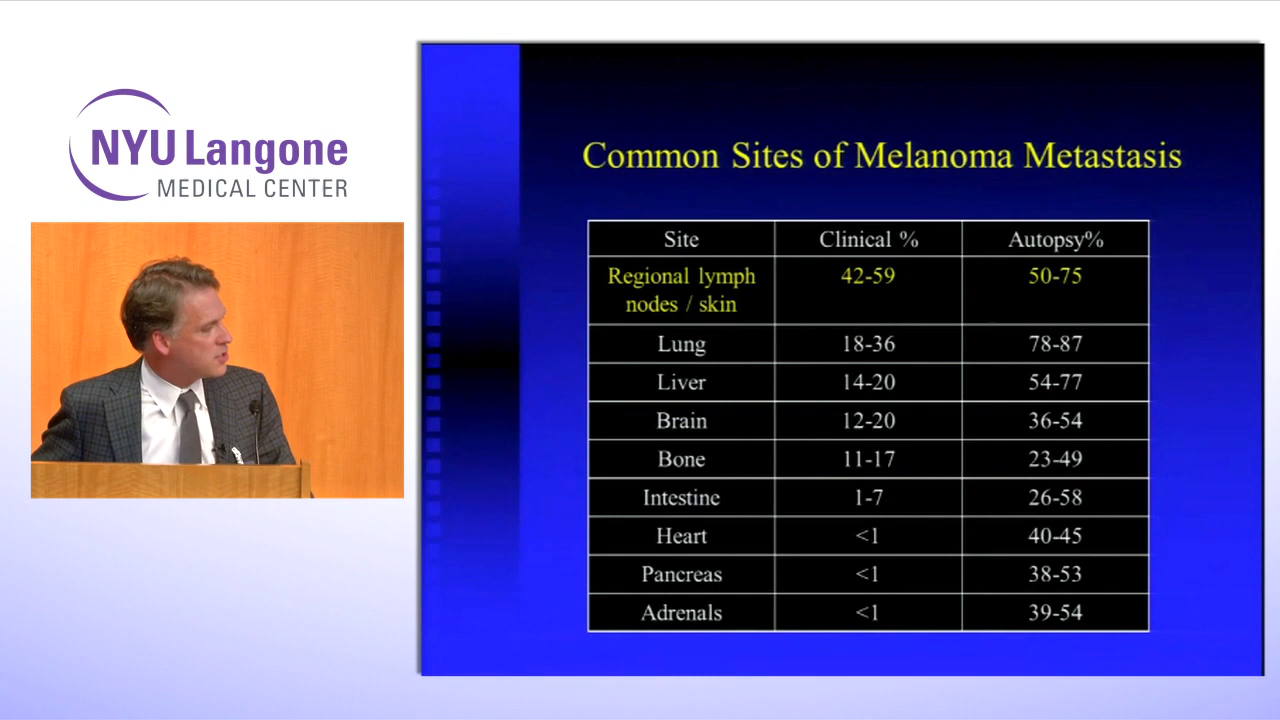 NYU Langone
MEDICAL CENTER
Common Sites of Melanoma Metastasis
Site Clinical % Autopsy%
Regional lymph 42-59 50-75
nodes / skin
Lung 18-36 78-87
Liver 14-20 54-77
Brain 12-20 36-54
Bone 11-17 23-49
Intestine 1-7 26-58
Heart <1 40-45
Pancreas <1 38-53
Adrenals <1 39-54